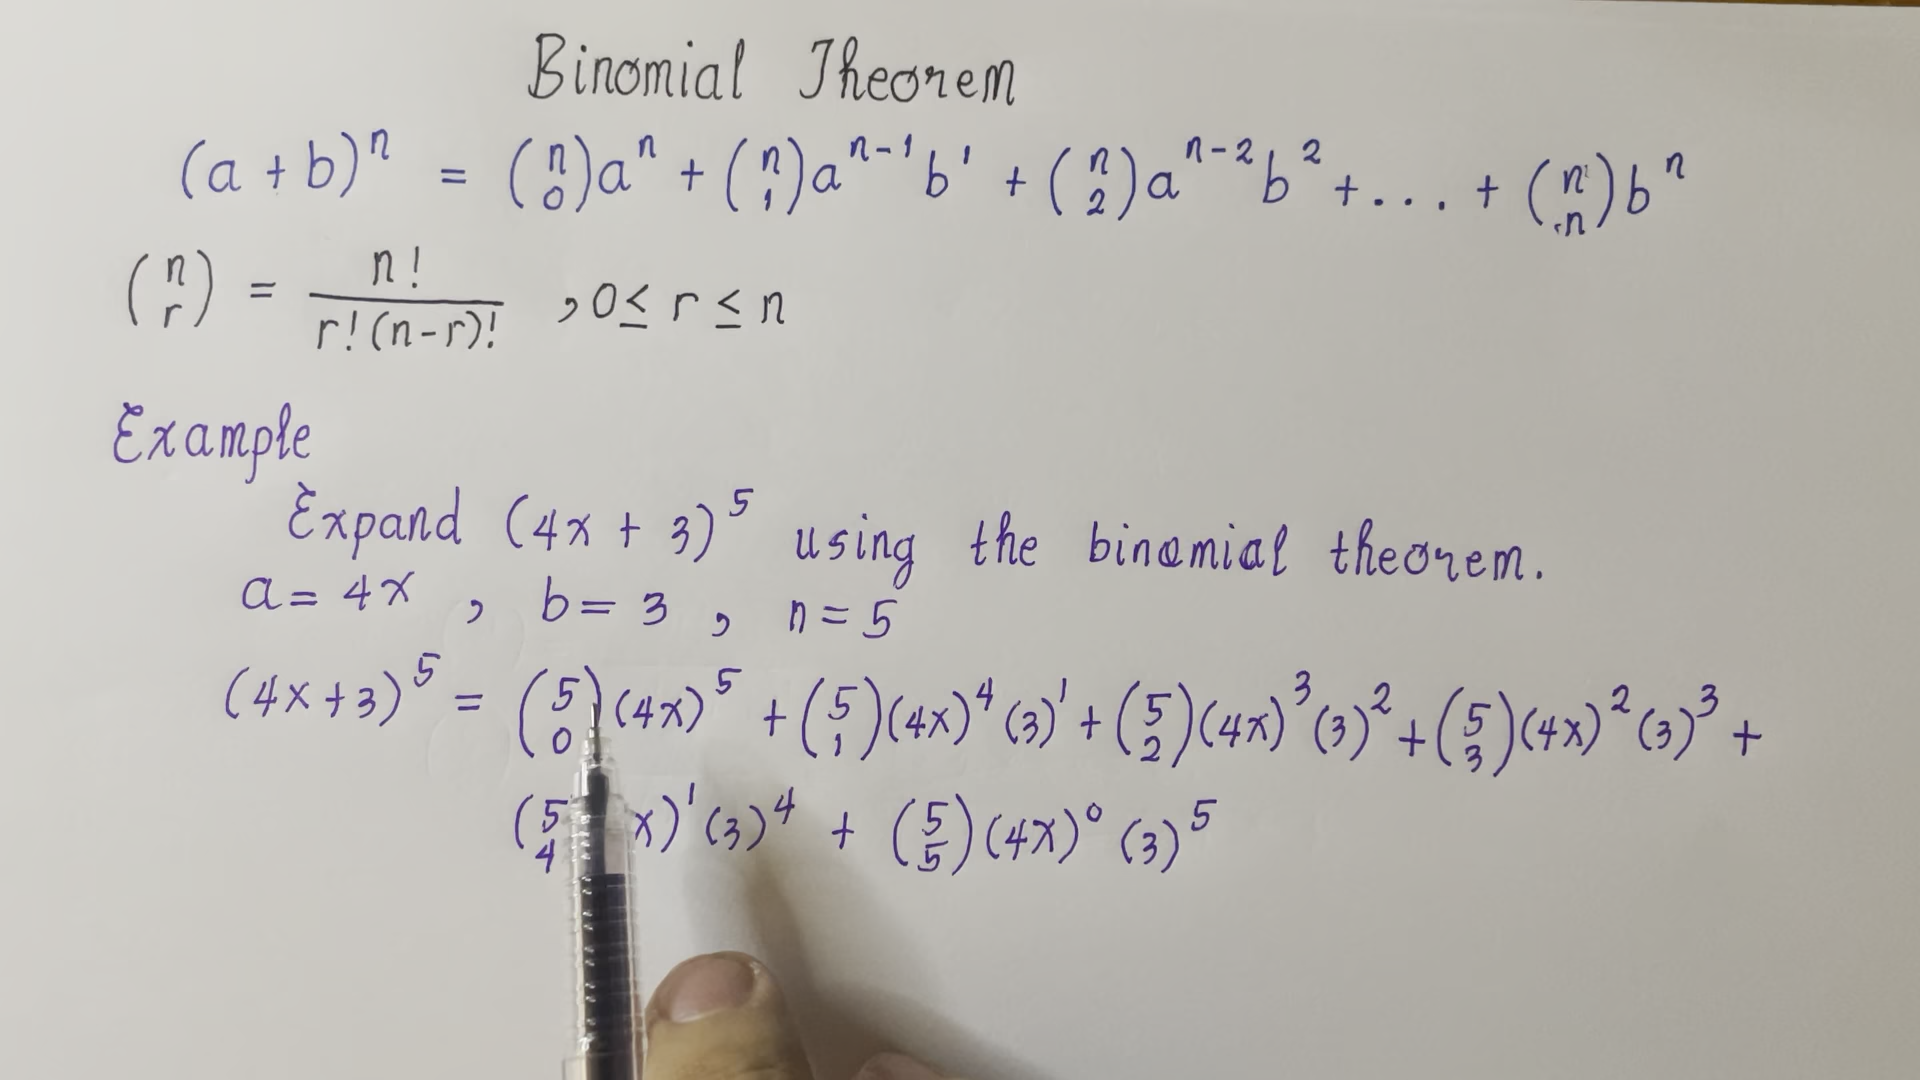 Binomial Theorem
(a + b)^n = (n 0)a^n + (n 1)a^{n-1}b^1 + (n 2)a^{n-2}b^2 + ... + (n n)b^n
(n r) = n! / r!(n-r)! , 0 ≤ r ≤ n
Example
Expand (4x + 3)^5 using the binomial theorem.
a = 4x , b = 3 , n = 5
(4x+3)^5 = (5 0)(4x)^5 + (5 1)(4x)^4(3)^1 + (5 2)(4x)^3(3)^2 + (5 3)(4x)^2(3)^3 +
(5 4 x)^1(3)^4 + (5 5)(4x)^0(3)^5